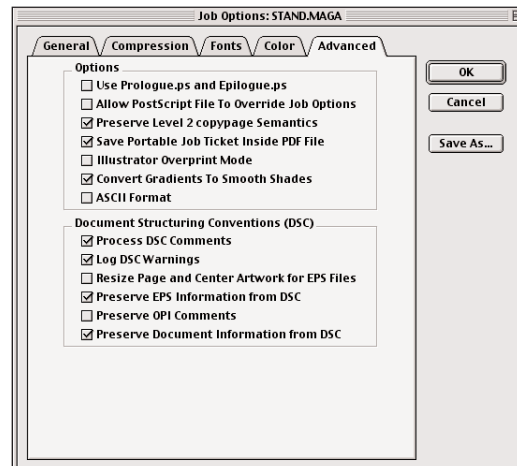 Job Options: STAND.MAGA
General Compression Fonts Color Advanced
Options
Use Prologue.ps and Epilogue.ps
Allow PostScript File To Override Job Options
Preserve Level 2 copypage Semantics
Save Portable Job Ticket Inside PDF File
Illustrator Overprint Mode
Convert Gradients To Smooth Shades
ASCII Format
Document Structuring Conventions (DSC)
Process DSC Comments
Log DSC Warnings
Resize Page and Center Artwork for EPS Files
Preserve EPS Information from DSC
Preserve OPI Comments
Preserve Document Information from DSC
OK
Cancel
Save As...